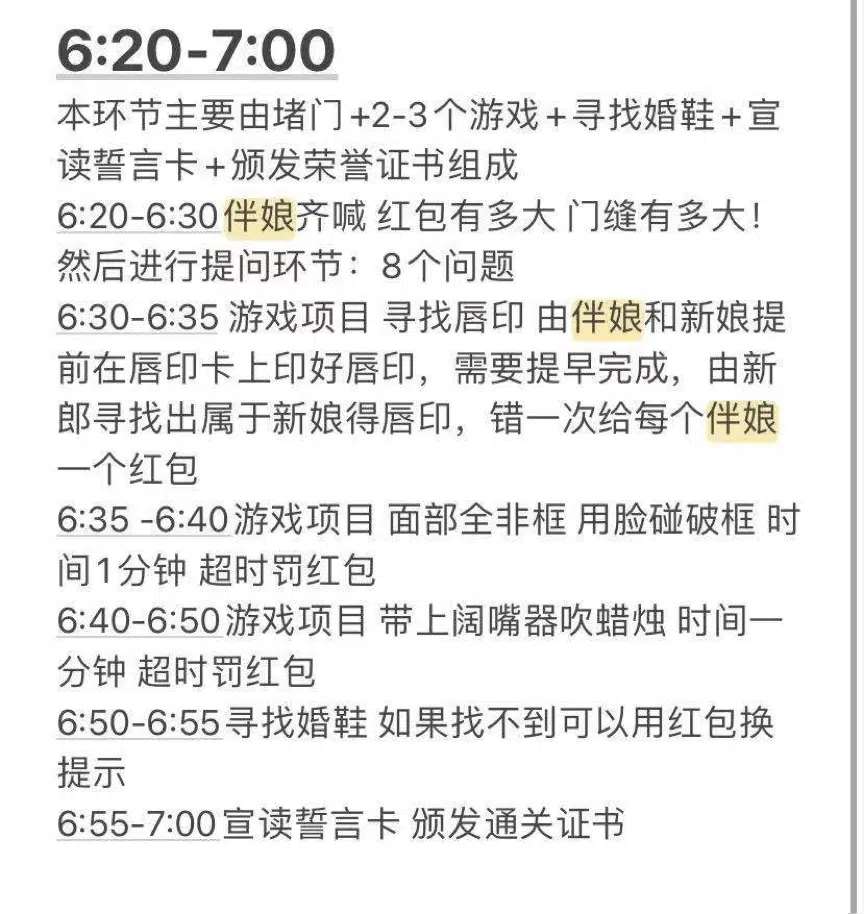 6:20-7:00
本环节主要由堵门+2-3个游戏+寻找婚鞋+宣
读誓言卡+颁发荣誉证书组成
6:20-6:30伴娘齐喊 红包有多大 门缝有多大！
然后进行提问环节：8个问题
6:30-6:35 游戏项目 寻找唇印 由伴娘和新娘提
前在唇印卡上印好唇印，需要提早完成，由新
郎寻找出属于新娘得唇印，错一次给每个伴娘
一个红包
6:35 -6:40游戏项目 面部全非框 用脸碰破框 时
间1分钟 超时罚红包
6:40-6:50游戏项目 带上阔嘴器吹蜡烛 时间一
分钟 超时罚红包
6:50-6:55寻找婚鞋 如果找不到可以用红包换
提示
6:55-7:00宣读誓言卡 颁发通关证书